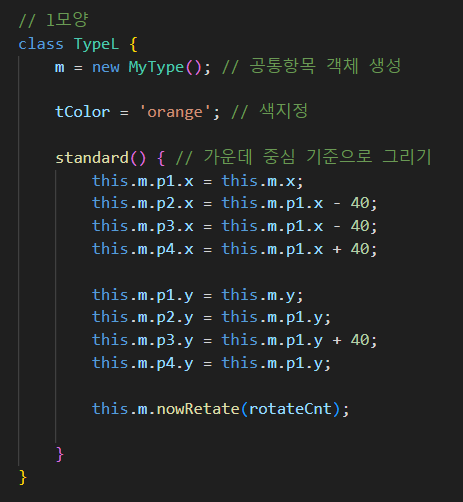 // l모양
class TypeL {
m = new MyType(); // 공통항목 객체 생성
tColor = 'orange'; // 색지정
standard() { // 가운데 중심 기준으로 그리기
this.m.p1.x = this.m.x;
this.m.p2.x = this.m.p1.x - 40;
this.m.p3.x = this.m.p1.x - 40;
this.m.p4.x = this.m.p1.x + 40;
this.m.p1.y = this.m.y;
this.m.p2.y = this.m.p1.y;
this.m.p3.y = this.m.p1.y + 40;
this.m.p4.y = this.m.p1.y;
this.m.nowRetate(rotateCnt);
}
}